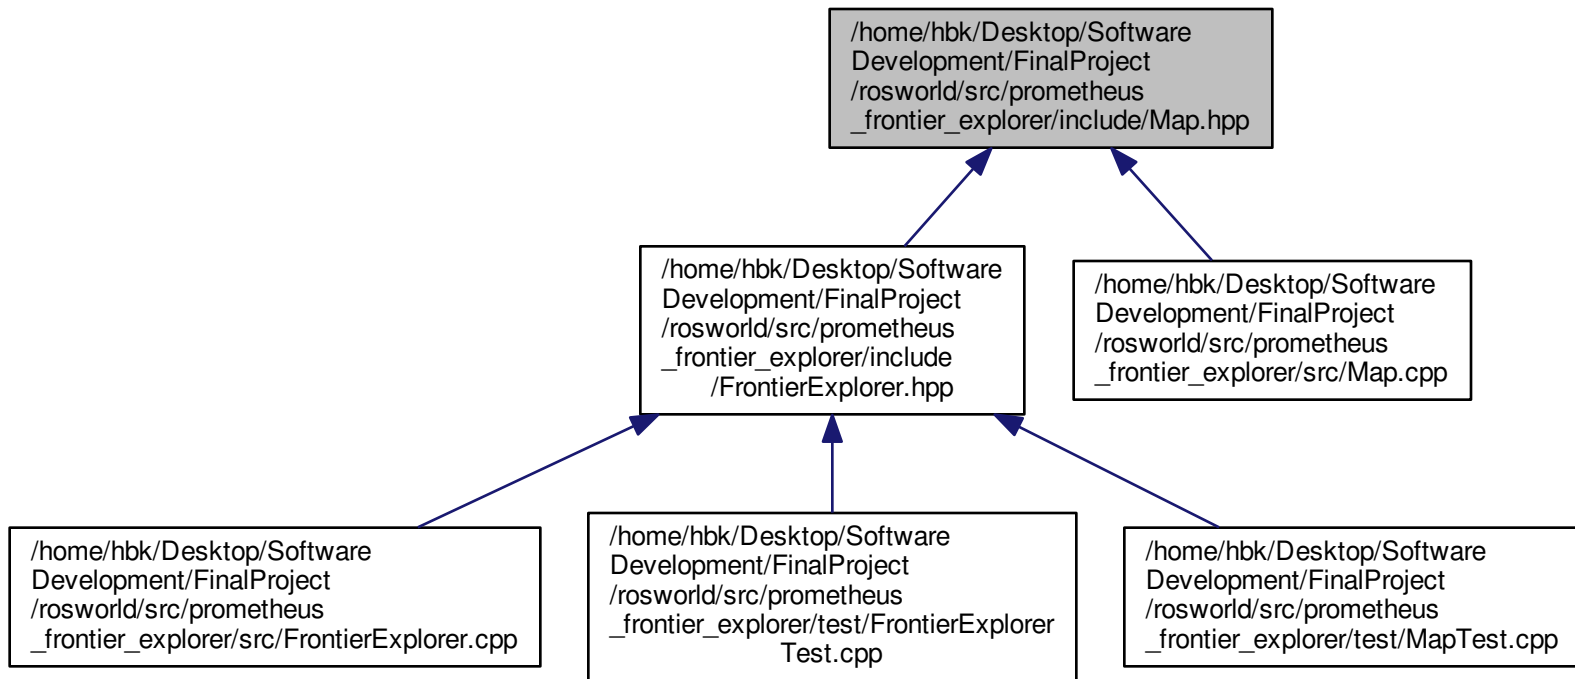 /home/hbk/Desktop/Software
Development/FinalProject
/rosworld/src/prometheus
_frontier_explorer/include/Map.hpp
/home/hbk/Desktop/Software
Development/FinalProject
/rosworld/src/prometheus
_frontier_explorer/include
/FrontierExplorer.hpp
/home/hbk/Desktop/Software
Development/FinalProject
/rosworld/src/prometheus
_frontier_explorer/src/Map.cpp
/home/hbk/Desktop/Software
Development/FinalProject
/rosworld/src/prometheus
_frontier_explorer/src/FrontierExplorer.cpp
/home/hbk/Desktop/Software
Development/FinalProject
/rosworld/src/prometheus
_frontier_explorer/test/FrontierExplorer
Test.cpp
/home/hbk/Desktop/Software
Development/FinalProject
/rosworld/src/prometheus
_frontier_explorer/test/MapTest.cpp